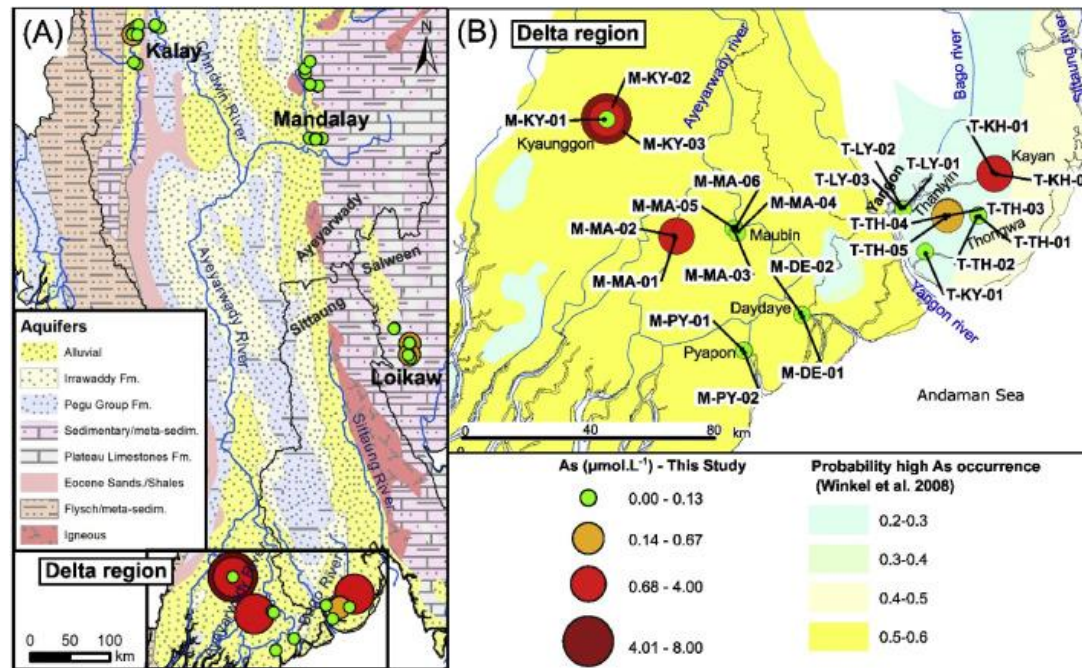 (A)
N
Kalay
Chindwin River
Mandalay
Ayeyarwady
Salween
Sittaung
Ayeyarwady River
Loikaw
Sittaung River
Aquifers
Alluvial
Irrawaddy Fm.
Pegu Group Fm.
Sedimentary/meta-sedim.
Plateau Limestones Fm.
Eocene Sands./Shales
Flysch/meta-sedim.
Igneous
Delta region
Bago River
0 50 100
km
(B) Delta region
Ayeyarwady river
Bago river
Sittaung river
M-KY-02
M-KY-01
Kyaunggon
M-KY-03
T-KH-01
Kayan
T-LY-02
T-LY-01
T-LY-03
Yangon
Thanlyin
M-MA-06
M-MA-05
M-MA-04
M-MA-02
Maubin
T-TH-04
T-TH-03
T-TH-05
Thongwa
T-TH-01
M-MA-01
M-MA-03
M-DE-02
T-TH-02
T-KY-01
Yangon river
M-PY-01
Daydaye
Pyapon
M-DE-01
M-PY-02
Andaman Sea
0 40 80
km
As (µmol.L⁻¹) - This Study
0.00 - 0.13
0.14 - 0.67
0.68 - 4.00
4.01 - 8.00
Probability high As occurrence
(Winkel et al. 2008)
0.2-0.3
0.3-0.4
0.4-0.5
0.5-0.6